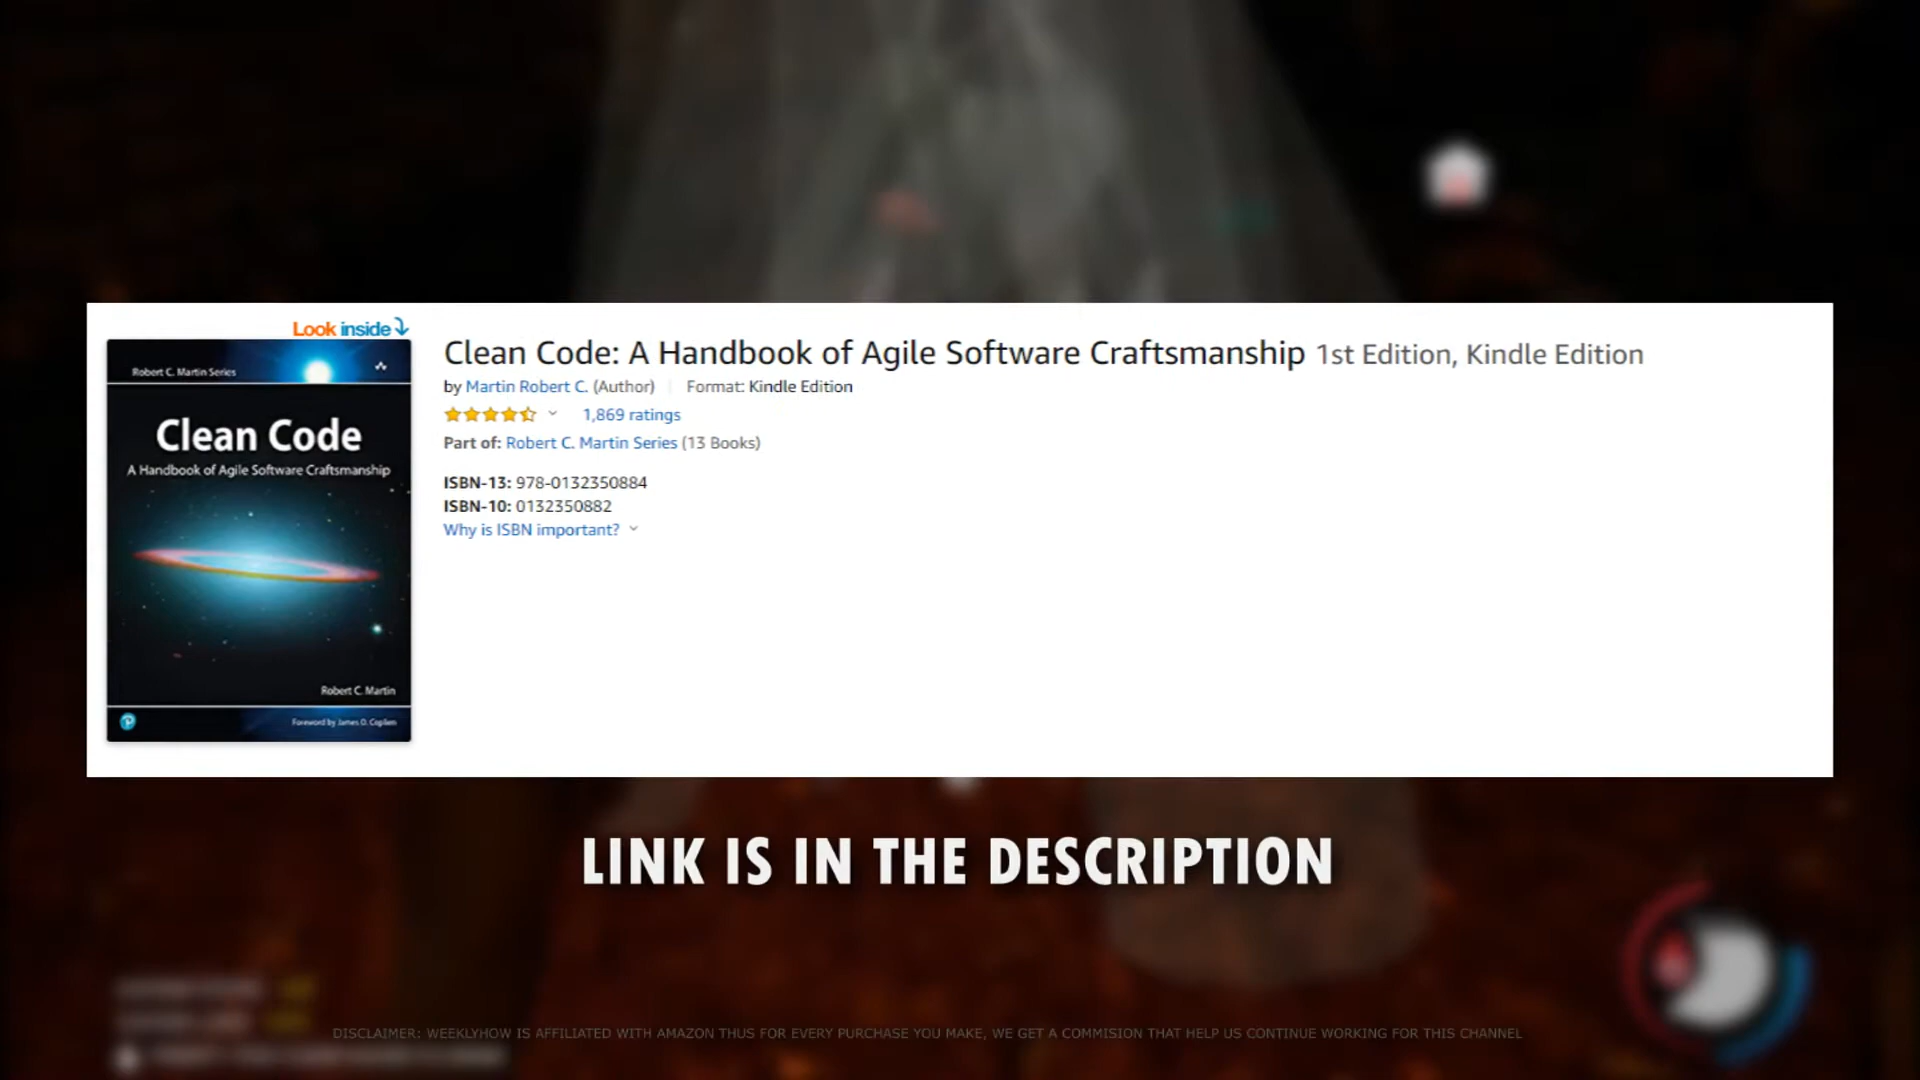 Look inside
Robert C. Martin Series
Clean Code
A Handbook of Agile Software Craftsmanship
Robert C. Martin
Foreword by James O. Coplien
Clean Code: A Handbook of Agile Software Craftsmanship 1st Edition, Kindle Edition
by Martin Robert C. (Author) Format: Kindle Edition
1,869 ratings
Part of: Robert C. Martin Series (13 Books)
ISBN-13: 978-0132350884
ISBN-10: 0132350882
Why is ISBN important?
LINK IS IN THE DESCRIPTION
DISCLAIMER: WEEKLYHOW IS AFFILIATED WITH AMAZON THUS FOR EVERY PURCHASE YOU MAKE, WE GET A COMMISION THAT HELP US CONTINUE WORKING FOR THIS CHANNEL